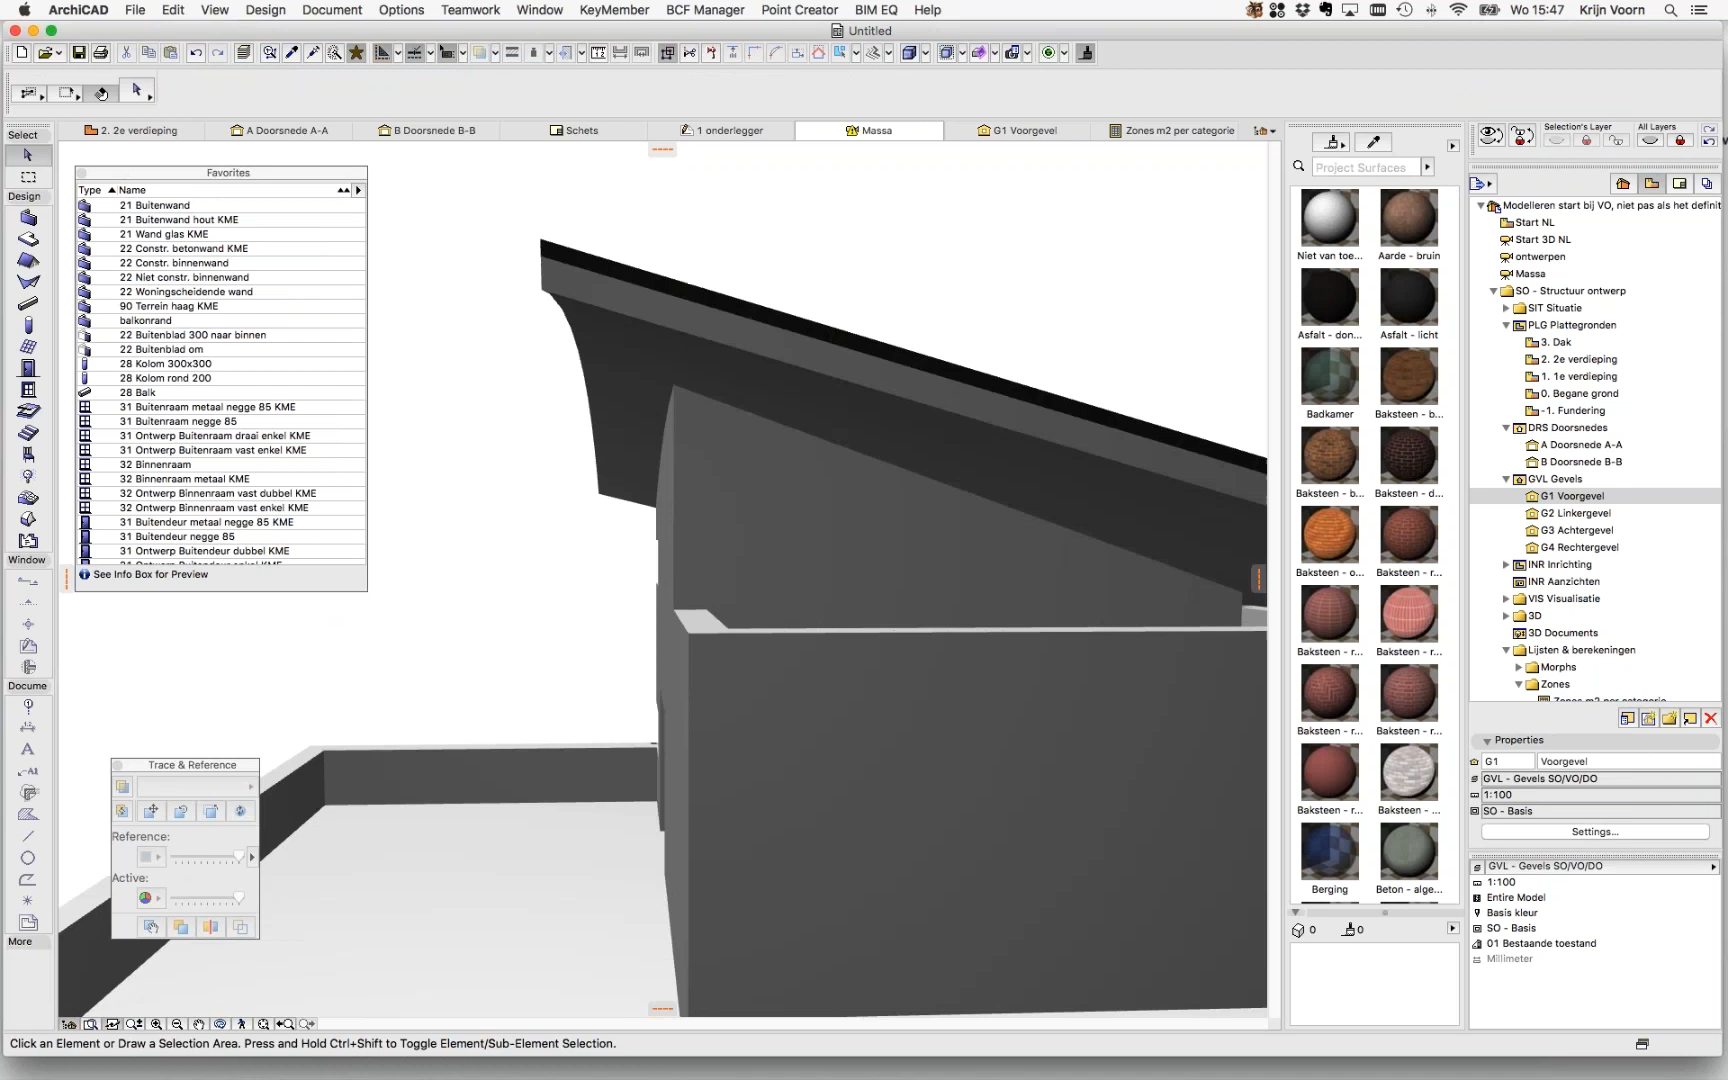 ArchiCAD File Edit View Design Document Options Teamwork Window KeyMember BCF Manager Point Creator BIM EQ Help Wo 15:47 Krijn Voorn
Untitled
2. 2e verdieping A Doorsnede A-A B Doorsnede B-B Schets 1 onderlegger Massa G1 Voorgevel Zones m2 per categorie
Select
Design
Window
Docume
More
Favorites
Type Name
21 Buitenwand
21 Buitenwand hout KME
21 Wand glas KME
22 Constr. betonwand KME
22 Constr. binnenwand
22 Niet constr. binnenwand
22 Woningscheidende wand
90 Terrein haag KME
balkonrand
22 Buitenblad 300 naar binnen
22 Buitenblad om
28 Kolom 300x300
28 Kolom rond 200
28 Balk
31 Buitenraam metaal negge 85 KME
31 Buitenraam negge 85
31 Ontwerp Buitenraam draai enkel KME
31 Ontwerp Buitenraam vast enkel KME
32 Binnenraam
32 Binnenraam metaal KME
32 Ontwerp Binnenraam vast dubbel KME
32 Ontwerp Binnenraam vast enkel KME
31 Buitendeur metaal negge 85 KME
31 Buitendeur negge 85
31 Ontwerp Buitendeur dubbel KME
31 Ontwerp Buitendeur enkel KME
See Info Box for Preview
Trace & Reference
Reference:
Active:
Project Surfaces
Niet van toe... Aarde - bruin
Asfalt - don... Asfalt - licht
Badkamer Baksteen - b...
Baksteen - b... Baksteen - d...
Baksteen - o... Baksteen - r...
Baksteen - r... Baksteen - r...
Baksteen - r... Baksteen - r...
Baksteen - r... Baksteen - ...
Berging Beton - alge...
0 0
Selection's Layer All Layers
Modelleren start bij VO, niet pas als het definit
Start NL
Start 3D NL
ontwerpen
Massa
SO - Structuur ontwerp
SIT Situatie
PLG Plattegronden
3. Dak
2. 2e verdieping
1. 1e verdieping
0. Begane grond
-1. Fundering
DRS Doorsnedes
A Doorsnede A-A
B Doorsnede B-B
GVL Gevels
G1 Voorgevel
G2 Linkergevel
G3 Achtergevel
G4 Rechtergevel
INR Inrichting
INR Aanzichten
VIS Visualisatie
3D
3D Documents
Lijsten & berekeningen
Morphs
Zones
Zones m2 per categorie
Properties
G1 Voorgevel
GVL - Gevels SO/VO/DO
1:100
SO - Basis
Settings...
GVL - Gevels SO/VO/DO
1:100
Entire Model
Basis kleur
SO - Basis
01 Bestaande toestand
Millimeter
Click an Element or Draw a Selection Area. Press and Hold Ctrl+Shift to Toggle Element/Sub-Element Selection.